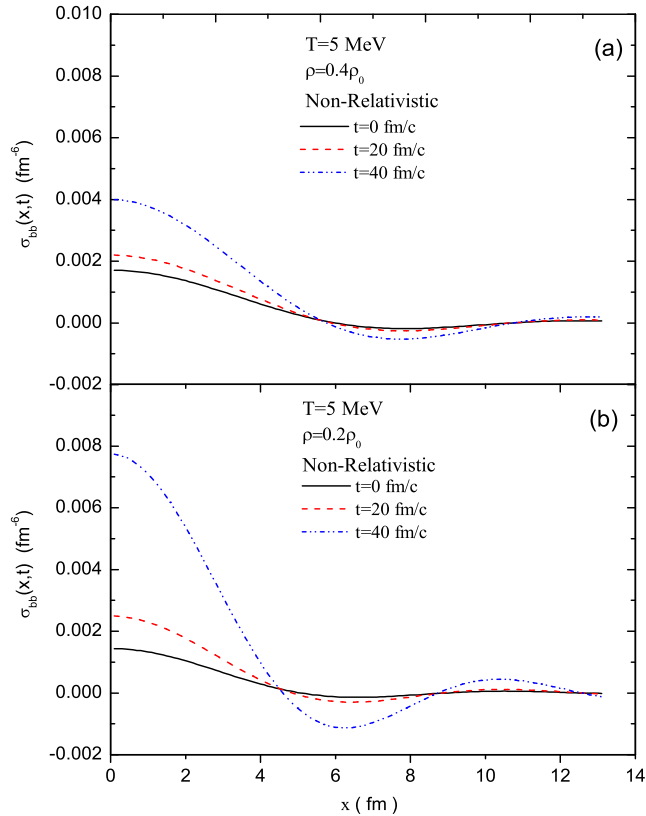 0.010
0.008
0.006
0.004
0.002
0.000
-0.002
σbb(x,t) (fm-6)
T=5 MeV
(a)
ρ=0.4ρ0
Non-Relativistic
t=0 fm/c
t=20 fm/c
t=40 fm/c
0.008
0.006
0.004
0.002
0.000
-0.002
σbb(x,t) (fm-6)
T=5 MeV
(b)
ρ=0.2ρ0
Non-Relativistic
t=0 fm/c
t=20 fm/c
t=40 fm/c
0 2 4 6 8 10 12 14
x ( fm )